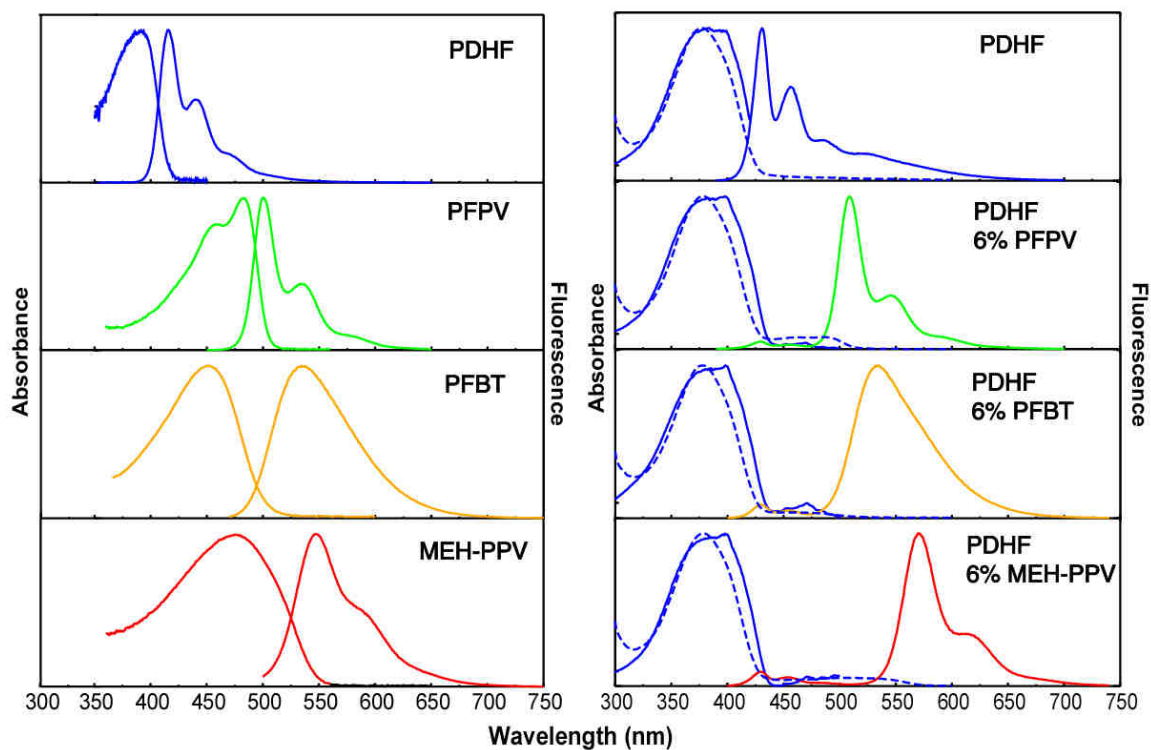 PDHF
PFPV
PFBT
MEH-PPV
Absorbance
Fluorescence
300 350 400 450 500 550 600 650 700 750
PDHF
PDHF
6% PFPV
PDHF
6% PFBT
PDHF
6% MEH-PPV
Absorbance
Fluorescence
300 350 400 450 500 550 600 650 700 750
Wavelength (nm)